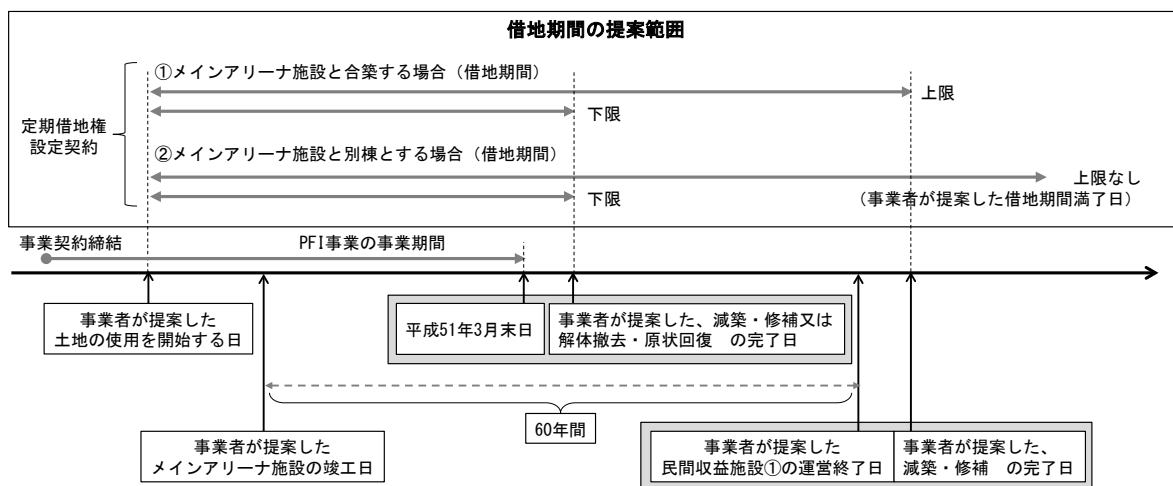 借地期間の提案範囲
①メインアリーナ施設と合築する場合（借地期間）
上限
下限
定期借地権
設定契約
②メインアリーナ施設と別棟とする場合（借地期間）
上限なし
下限
（事業者が提案した借地期間満了日）
事業契約締結
PFI事業の事業期間
事業者が提案した
土地の使用を開始する日
平成51年3月末日
事業者が提案した、減築・修補又は
解体撤去・原状回復　の完了日
60年間
事業者が提案した
メインアリーナ施設の竣工日
事業者が提案した
民間収益施設①の運営終了日
事業者が提案した、
減築・修補　の完了日